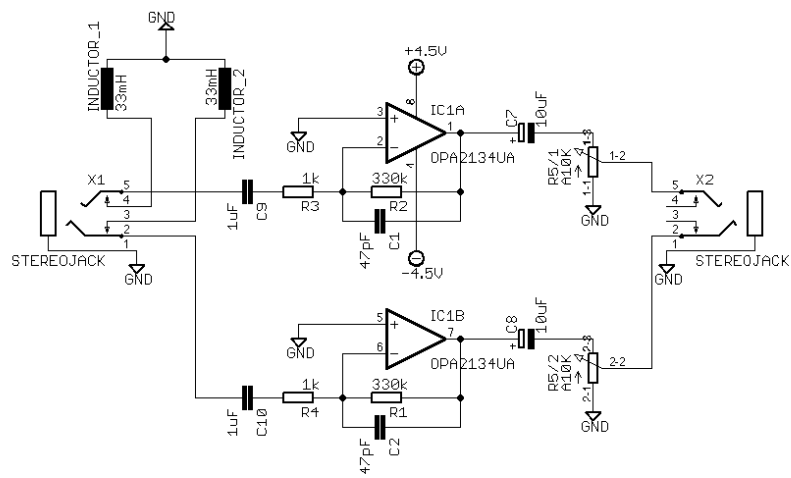 GND
INDUCTOR_1
33mH
33mH
INDUCTOR_2
+4.5V
8
IC1A
3
+
2
-
1
4
OPA2134UA
GND
C7
10uF
+
1-3
1-2
R5/1
A10K
1-1
GND
X1
5
4
3
2
1
STEREOJACK
GND
1uF
C9
1k
R3
330k
R2
47pF
C1
-4.5V
X2
5
4
3
2
1
STEREOJACK
GND
IC1B
5
+
6
-
7
OPA2134UA
GND
C8
10uF
+
2-3
2-2
R5/2
A10K
2-1
GND
1uF
C10
1k
R4
330k
R1
47pF
C2